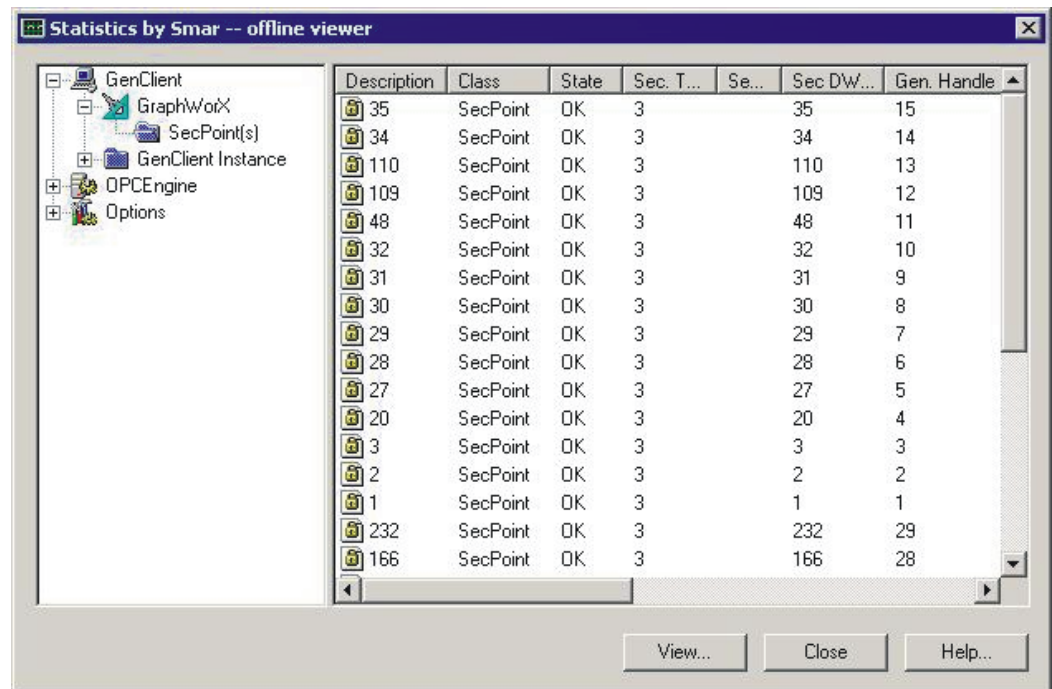 Statistics by Smar -- offline viewer
GenClient
GraphWorX
SecPoint(s)
GenClient Instance
OPCEngine
Options
Description Class State Sec. T... Se... Sec DW... Gen. Handle
35 SecPoint OK 3 35 15
34 SecPoint OK 3 34 14
110 SecPoint OK 3 110 13
109 SecPoint OK 3 109 12
48 SecPoint OK 3 48 11
32 SecPoint OK 3 32 10
31 SecPoint OK 3 31 9
30 SecPoint OK 3 30 8
29 SecPoint OK 3 29 7
28 SecPoint OK 3 28 6
27 SecPoint OK 3 27 5
20 SecPoint OK 3 20 4
3 SecPoint OK 3 3 3
2 SecPoint OK 3 2 2
1 SecPoint OK 3 1 1
232 SecPoint OK 3 232 29
166 SecPoint OK 3 166 28
View... Close Help...